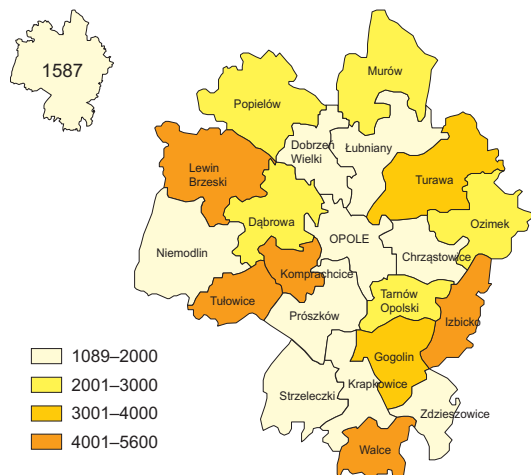 1587
Murów
Popielów
Dobrzeń
Wielki
Łubniany
Lewin
Brzeski
Turawa
Dąbrowa
Ozimek
OPOLE
Niemodlin
Chrząstowice
Komprachcice
Tułowice
Tarnów
Opolski
Prószków
Izbicko
1089–2000
Gogolin
2001–3000
Krapkowice
Strzeleczki
3001–4000
Zdzieszowice
4001–5600
Walce